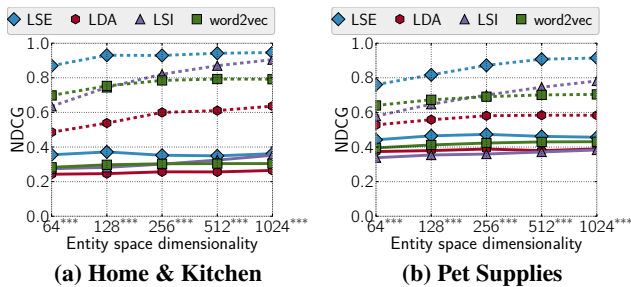 LSE LDA LSI word2vec
NDCG
1.0
0.8
0.6
0.4
0.2
0.0
64*** 128*** 256*** 512*** 1024***
Entity space dimensionality
(a) Home & Kitchen
LSE LDA LSI word2vec
NDCG
1.0
0.8
0.6
0.4
0.2
0.0
64*** 128*** 256** 512*** 1024***
Entity space dimensionality
(b) Pet Supplies